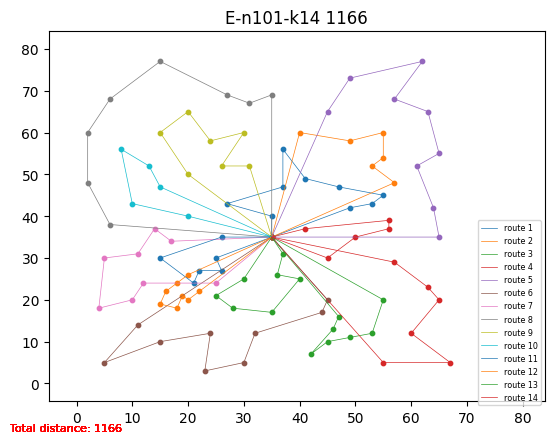 E-n101-k14 1166
80
70
60
50
40
30
20
10
0
0 10 20 30 40 50 60 70 80
route 1
route 2
route 3
route 4
route 5
route 6
route 7
route 8
route 9
route 10
route 11
route 12
route 13
route 14
Total distance: 1166